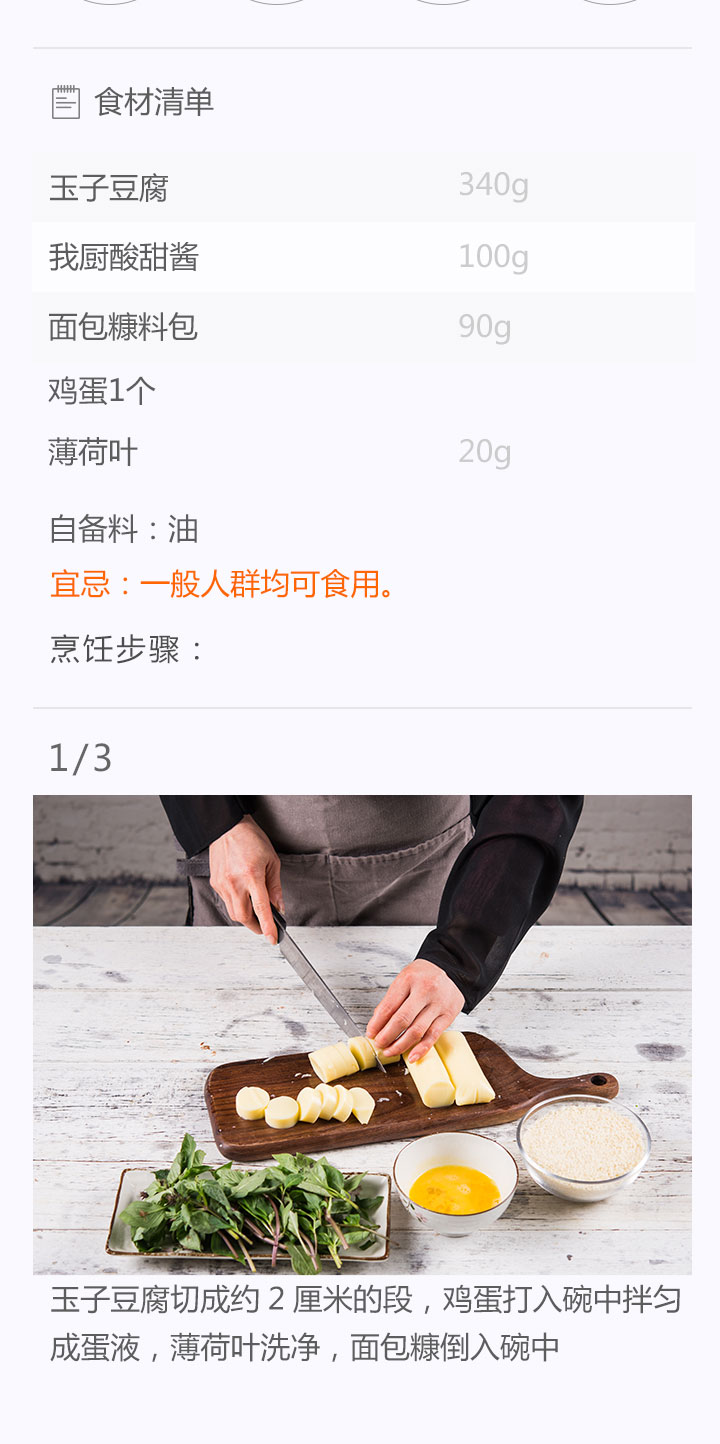 食材清单
玉子豆腐 340g
我厨酸甜酱 100g
面包糠料包 90g
鸡蛋1个
薄荷叶 20g
自备料：油
宜忌：一般人群均可食用。
烹饪步骤：
1/3
玉子豆腐切成约 2 厘米的段，鸡蛋打入碗中拌匀
成蛋液，薄荷叶洗净，面包糠倒入碗中